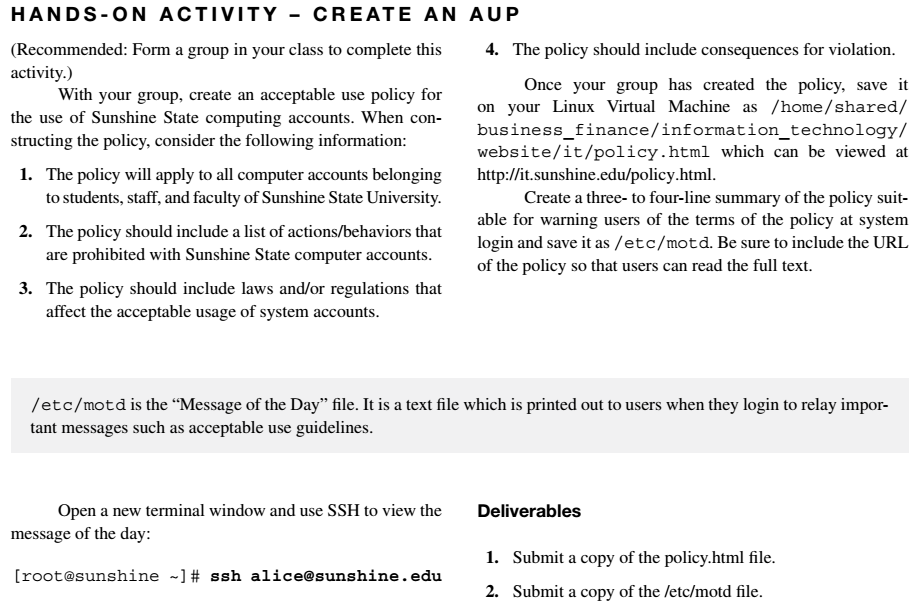 HANDS-ON ACTIVITY – CREATE AN AUP
(Recommended: Form a group in your class to complete this
activity.)
With your group, create an acceptable use policy for
the use of Sunshine State computing accounts. When con-
structing the policy, consider the following information:
1. The policy will apply to all computer accounts belonging
to students, staff, and faculty of Sunshine State University.
2. The policy should include a list of actions/behaviors that
are prohibited with Sunshine State computer accounts.
3. The policy should include laws and/or regulations that
affect the acceptable usage of system accounts.
4. The policy should include consequences for violation.
Once your group has created the policy, save it
on your Linux Virtual Machine as /home/shared/
business_finance/information_technology/
website/it/policy.html which can be viewed at
http://it.sunshine.edu/policy.html.
Create a three- to four-line summary of the policy suit-
able for warning users of the terms of the policy at system
login and save it as /etc/motd. Be sure to include the URL
of the policy so that users can read the full text.
/etc/motd is the “Message of the Day” file. It is a text file which is printed out to users when they login to relay impor-
tant messages such as acceptable use guidelines.
Open a new terminal window and use SSH to view the
message of the day:
[root@sunshine ~]# ssh alice@sunshine.edu
Deliverables
1. Submit a copy of the policy.html file.
2. Submit a copy of the /etc/motd file.